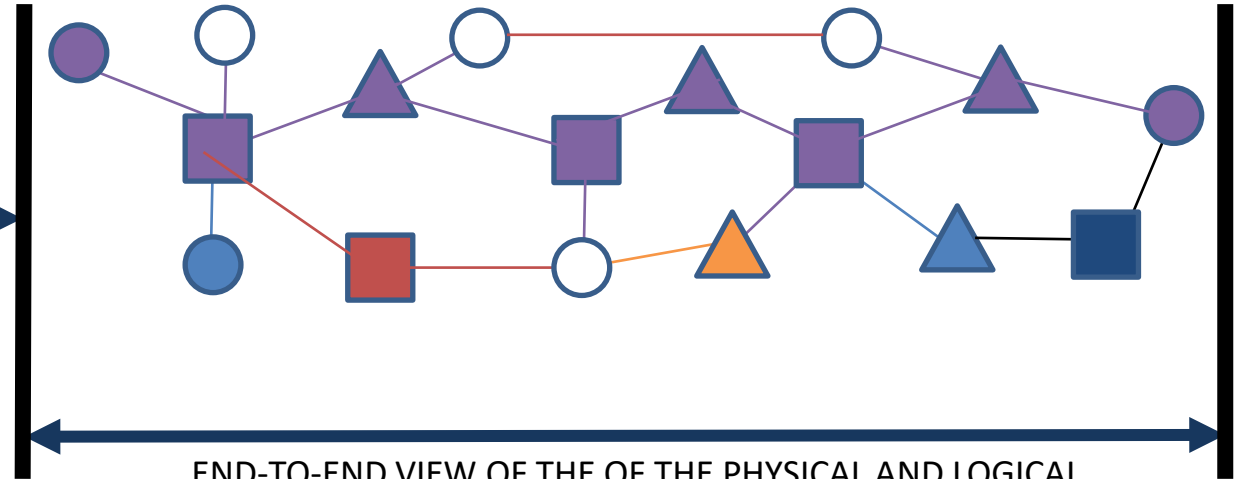 END-TO-END VIEW OF THE OF THE PHYSICAL AND LOGICAL